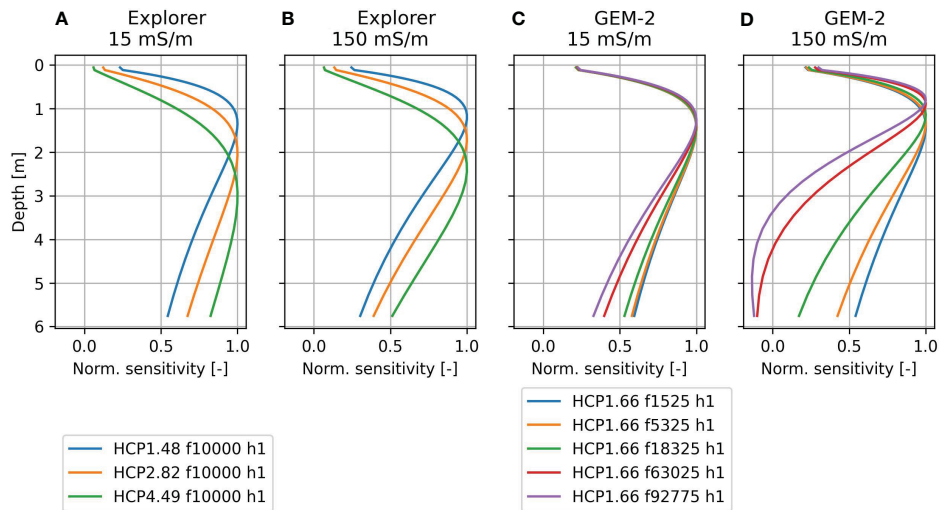 A
Explorer
15 mS/m
B
Explorer
150 mS/m
C
GEM-2
15 mS/m
D
GEM-2
150 mS/m
Depth [m]
0
1
2
3
4
5
6
0.0 0.5 1.0
Norm. sensitivity [-]
0.0 0.5 1.0
Norm. sensitivity [-]
0.0 0.5 1.0
Norm. sensitivity [-]
0.0 0.5 1.0
Norm. sensitivity [-]
HCP1.48 f10000 h1
HCP2.82 f10000 h1
HCP4.49 f10000 h1
HCP1.66 f1525 h1
HCP1.66 f5325 h1
HCP1.66 f18325 h1
HCP1.66 f63025 h1
HCP1.66 f92775 h1